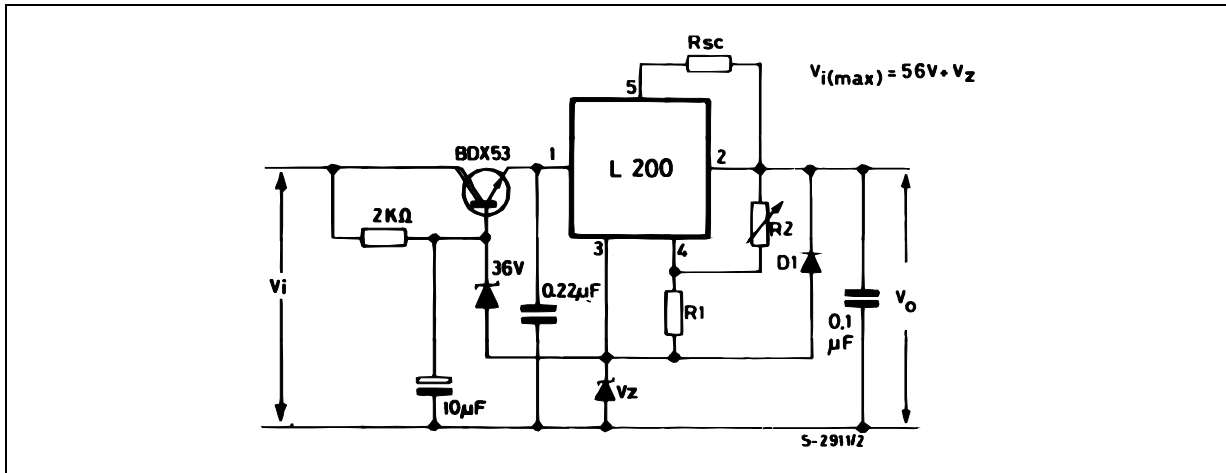 Rsc
Vi(max) = 56V + Vz
5
BDX53
1
L 200
2
2KΩ
3
4
R2
36V
D1
Vi
0.22µF
R1
Vo
0.1
µF
Vz
10µF
S-2911/2